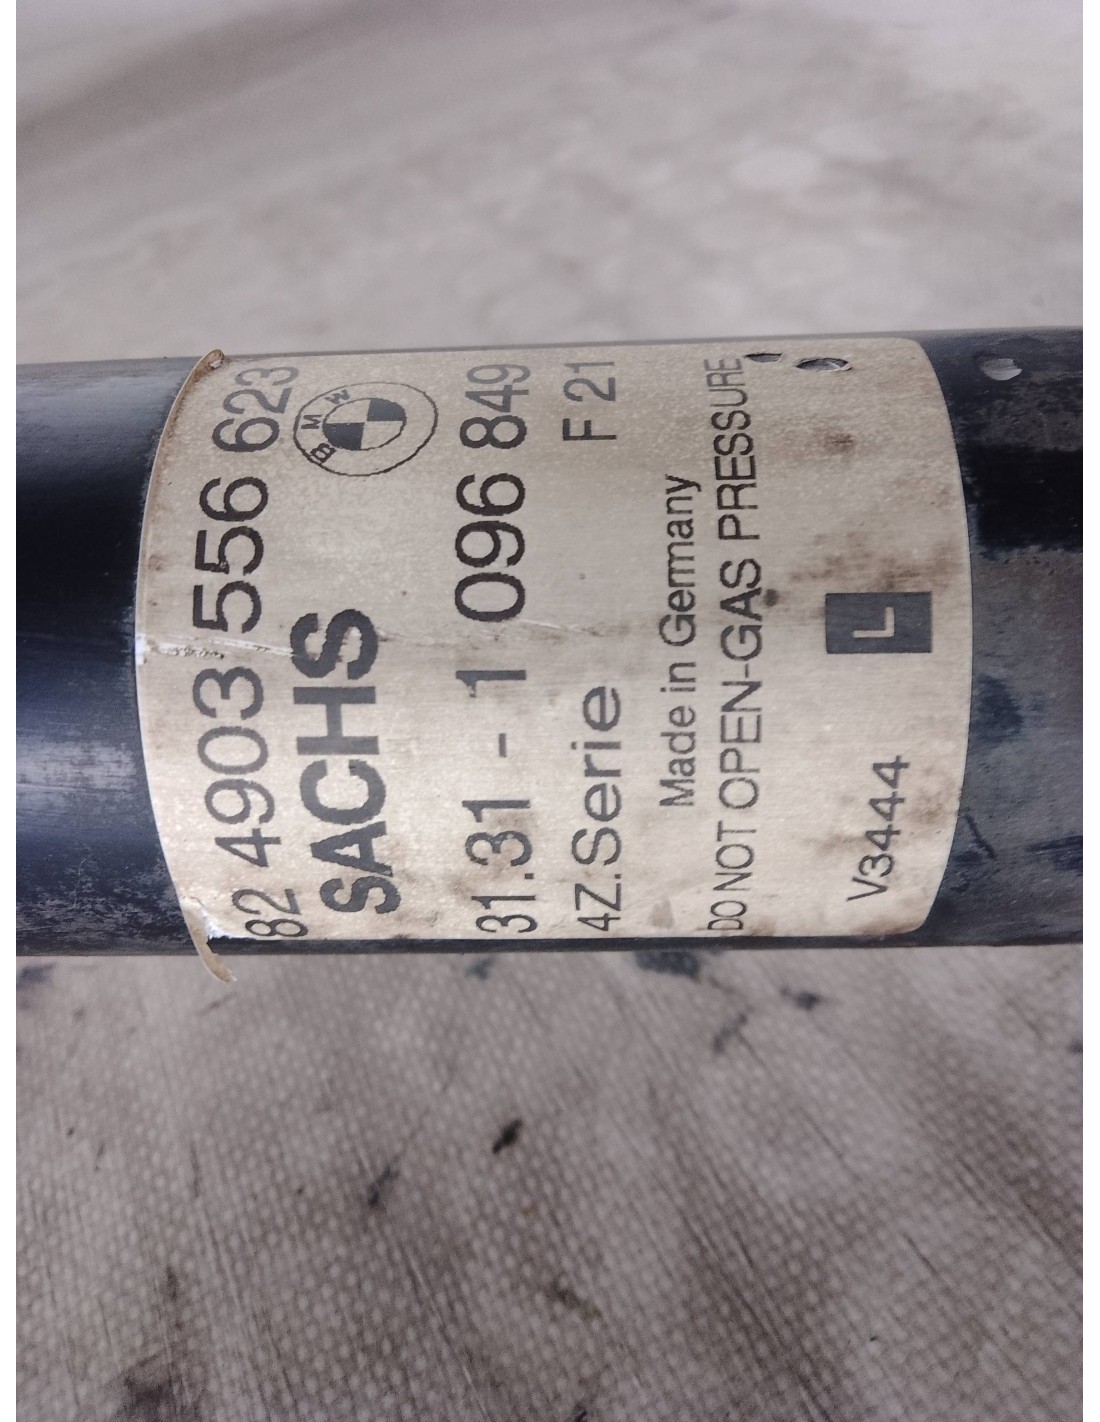 82 4903 556 623
SACHS
BMW
31.31 - 1 096 849
4Z.Serie F 21
Made in Germany
DO NOT OPEN-GAS PRESSURE
V3444 L